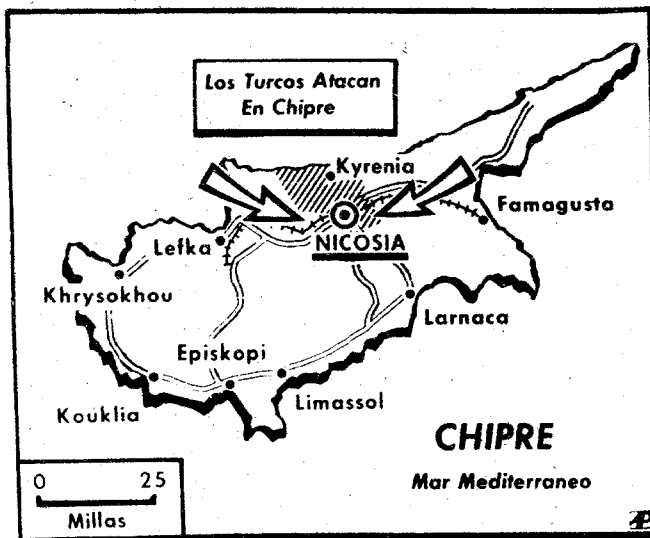 Los Turcos Atacan
En Chipre
Kyrenia
Famagusta
NICOSIA
Lefka
Khrysokhou
Larnaca
Episkopi
Kouklia
Limassol
CHIPRE
Mar Mediterraneo
0 25
Millas
AP